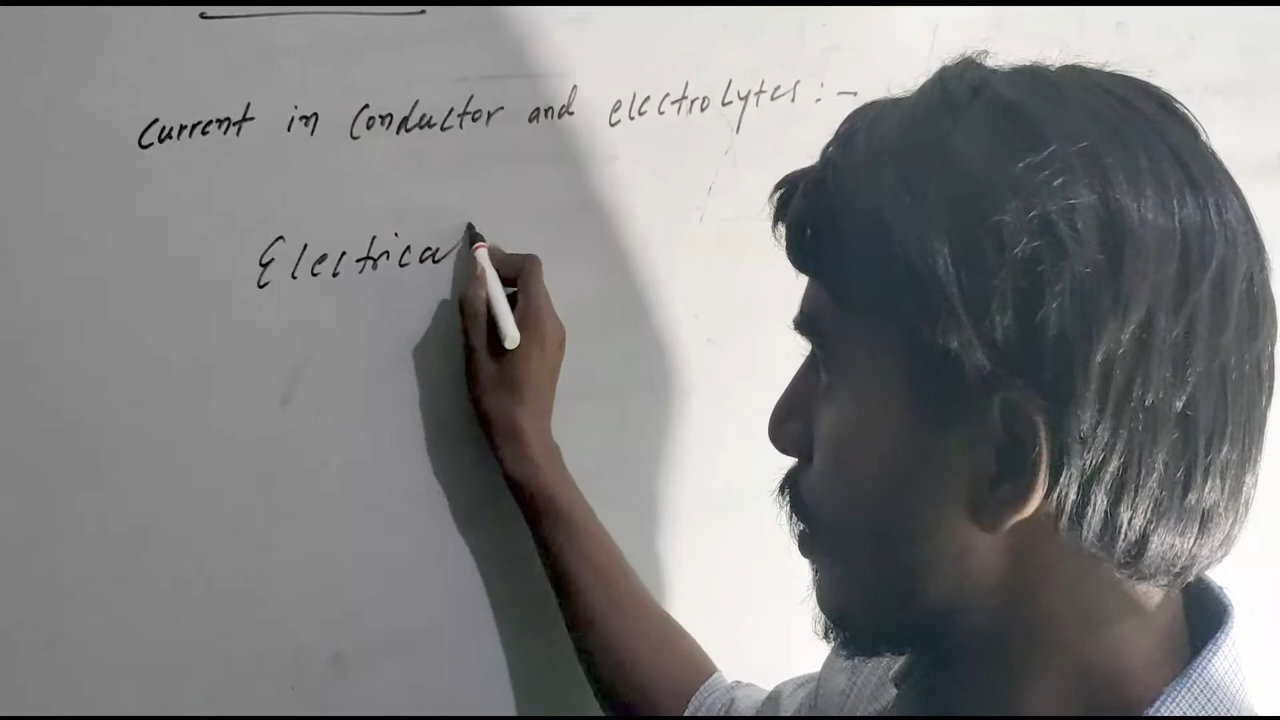 Current in Conductor and electrolytes :-
Electrica